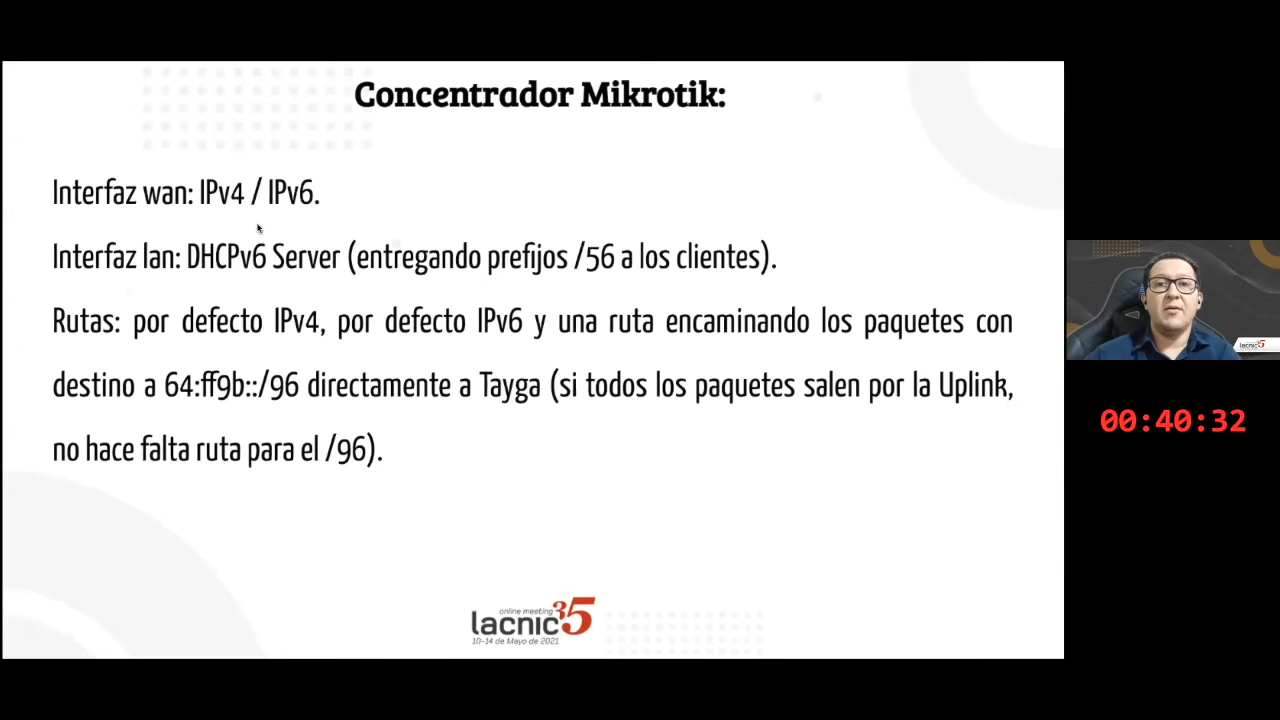 Concentrador Mikrotik:
Interfaz wan: IPv4 / IPv6.
Interfaz lan: DHCPv6 Server (entregando prefijos /56 a los clientes).
Rutas: por defecto IPv4, por defecto IPv6 y una ruta encaminando los paquetes con
destino a 64:ff9b::/96 directamente a Tayga (si todos los paquetes salen por la Uplink,
no hace falta ruta para el /96).
online meeting
lacnic35
10-14 de Mayo de 2021
lacnic35
00:40:32